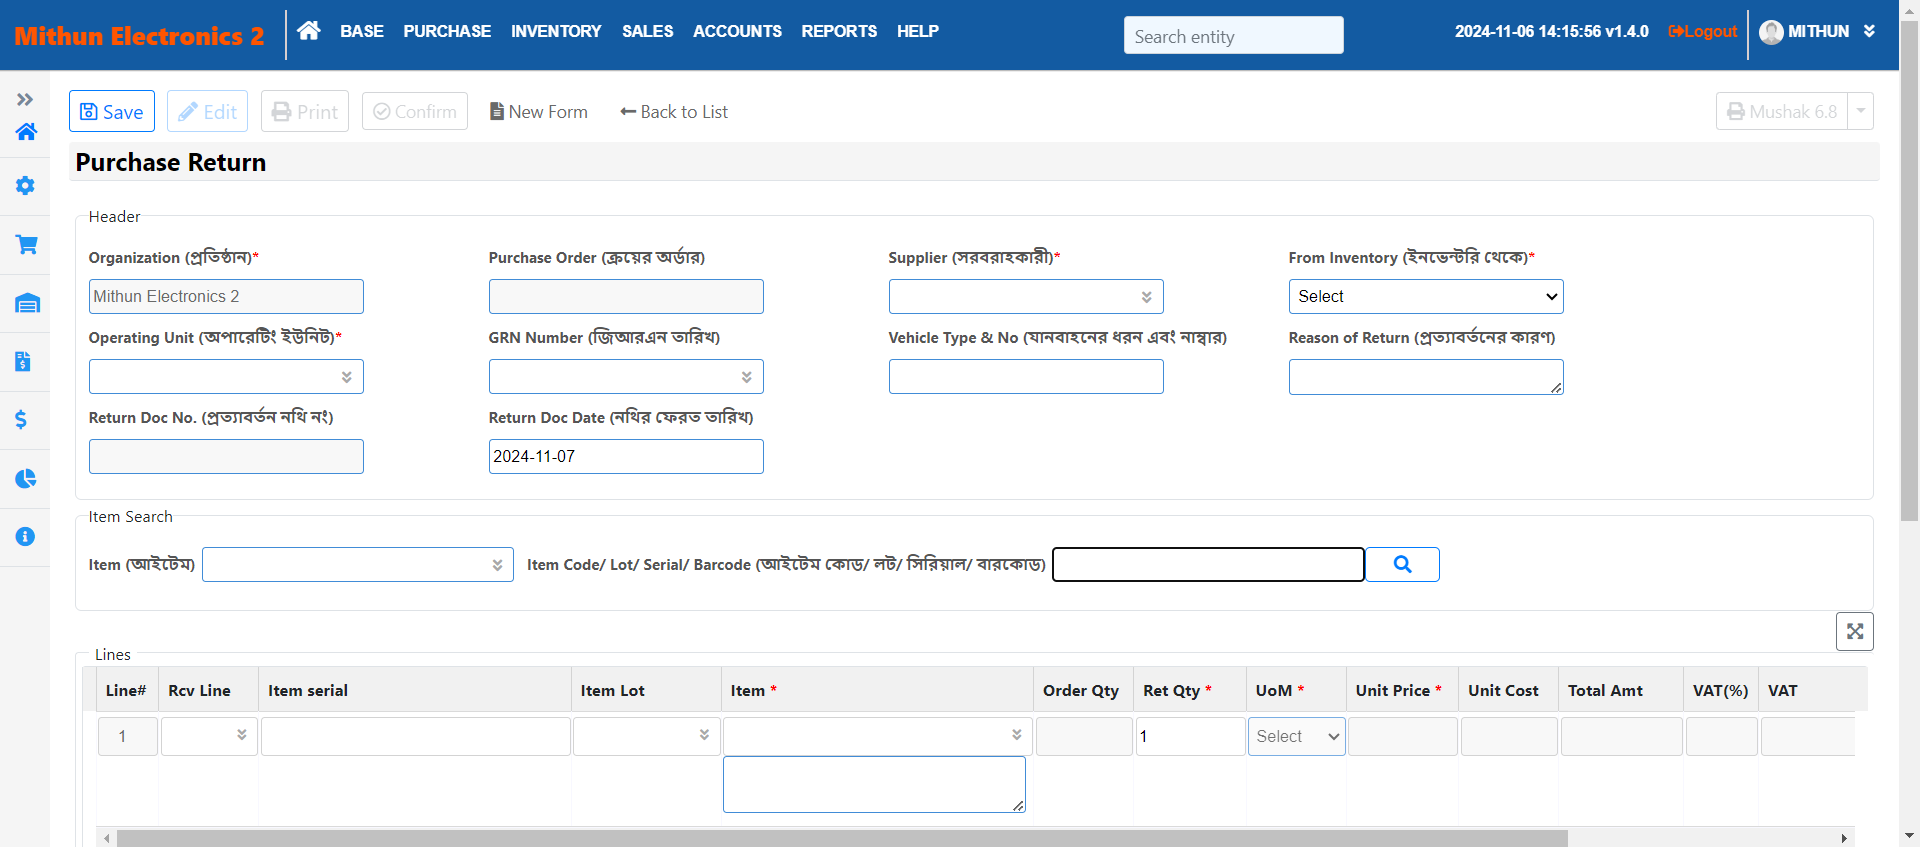 Mithun Electronics 2
BASE PURCHASE INVENTORY SALES ACCOUNTS REPORTS HELP
Search entity
2024-11-06 14:15:56 v1.4.0 Logout MITHUN
Save Edit Print Confirm New Form Back to List Mushak 6.8
Purchase Return
Header
Organization (প্রতিষ্ঠান)* Purchase Order (ক্রয়ের অর্ডার) Supplier (সরবরাহকারী)* From Inventory (ইনভেন্টরি থেকে)*
Mithun Electronics 2 Select
Operating Unit (অপারেটিং ইউনিট)* GRN Number (জিআরএন তারিখ) Vehicle Type & No (যানবাহনের ধরন এবং নাম্বার) Reason of Return (প্রত্যাবর্তনের কারণ)
Return Doc No. (প্রত্যাবর্তন নথি নং) Return Doc Date (নথির ফেরত তারিখ)
2024-11-07
Item Search
Item (আইটেম) Item Code/ Lot/ Serial/ Barcode (আইটেম কোড/ লট/ সিরিয়াল/ বারকোড)
Lines
Line# Rcv Line Item serial Item Lot Item * Order Qty Ret Qty * UoM * Unit Price * Unit Cost Total Amt VAT(%) VAT
1 1 Select